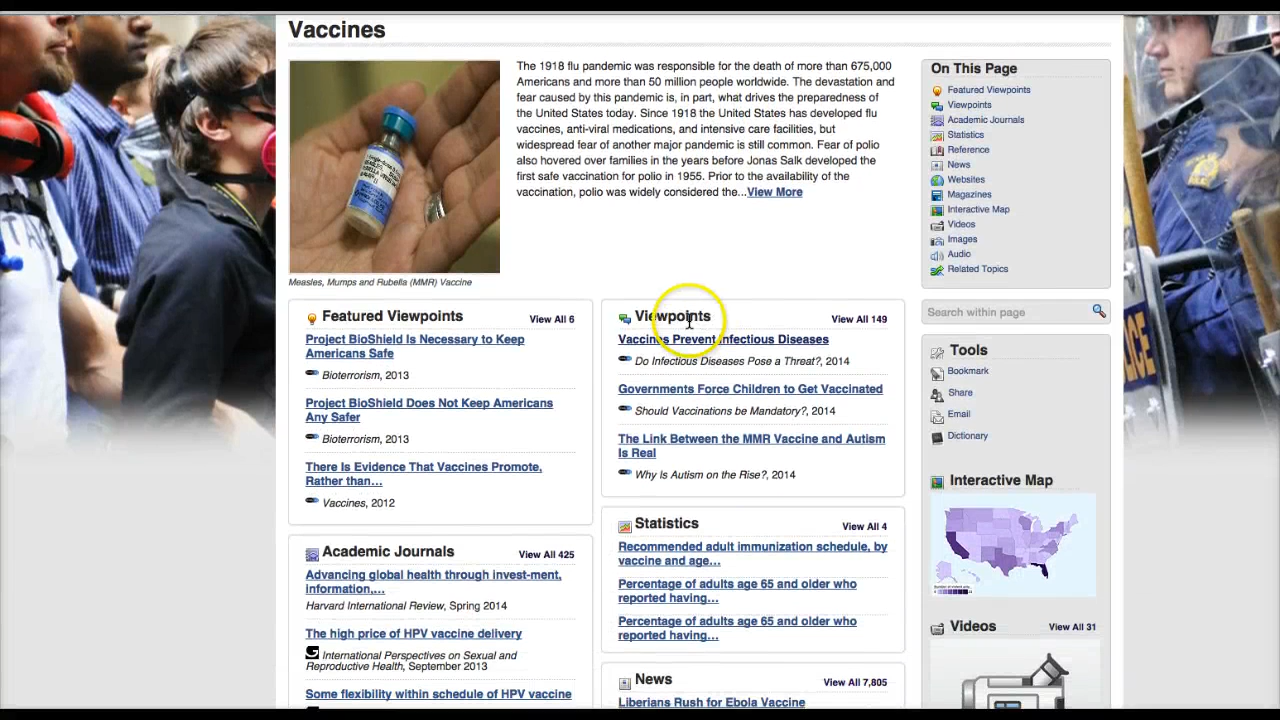 Vaccines
The 1918 flu pandemic was responsible for the death of more than 675,000
Americans and more than 50 million people worldwide. The devastation and
fear caused by this pandemic is, in part, what drives the preparedness of
the United States today. Since 1918 the United States has developed flu
vaccines, anti-viral medications, and intensive care facilities, but
widespread fear of another major pandemic is still common. Fear of polio
also hovered over families in the years before Jonas Salk developed the
first safe vaccination for polio in 1955. Prior to the availability of the
vaccination, polio was widely considered the...View More
Measles, Mumps and Rubella (MMR) Vaccine
Featured Viewpoints View All 6
Project BioShield Is Necessary to Keep
Americans Safe
Bioterrorism, 2013
Project BioShield Does Not Keep Americans
Any Safer
Bioterrorism, 2013
There Is Evidence That Vaccines Promote,
Rather than...
Vaccines, 2012
Academic Journals View All 425
Advancing global health through invest-ment,
information,...
Harvard International Review, Spring 2014
The high price of HPV vaccine delivery
International Perspectives on Sexual and
Reproductive Health, September 2013
Some flexibility within schedule of HPV vaccine
Viewpoints View All 149
Vaccines Prevent Infectious Diseases
Do Infectious Diseases Pose a Threat?, 2014
Governments Force Children to Get Vaccinated
Should Vaccinations be Mandatory?, 2014
The Link Between the MMR Vaccine and Autism
Is Real
Why Is Autism on the Rise?, 2014
Statistics View All 4
Recommended adult immunization schedule, by
vaccine and age...
Percentage of adults age 65 and older who
reported having...
Percentage of adults age 65 and older who
reported having...
News View All 7,805
Liberians Rush for Ebola Vaccine
On This Page
Featured Viewpoints
Viewpoints
Academic Journals
Statistics
Reference
News
Websites
Magazines
Interactive Map
Videos
Images
Audio
Related Topics
Search within page
Tools
Bookmark
Share
Email
Dictionary
Interactive Map
Videos View All 31